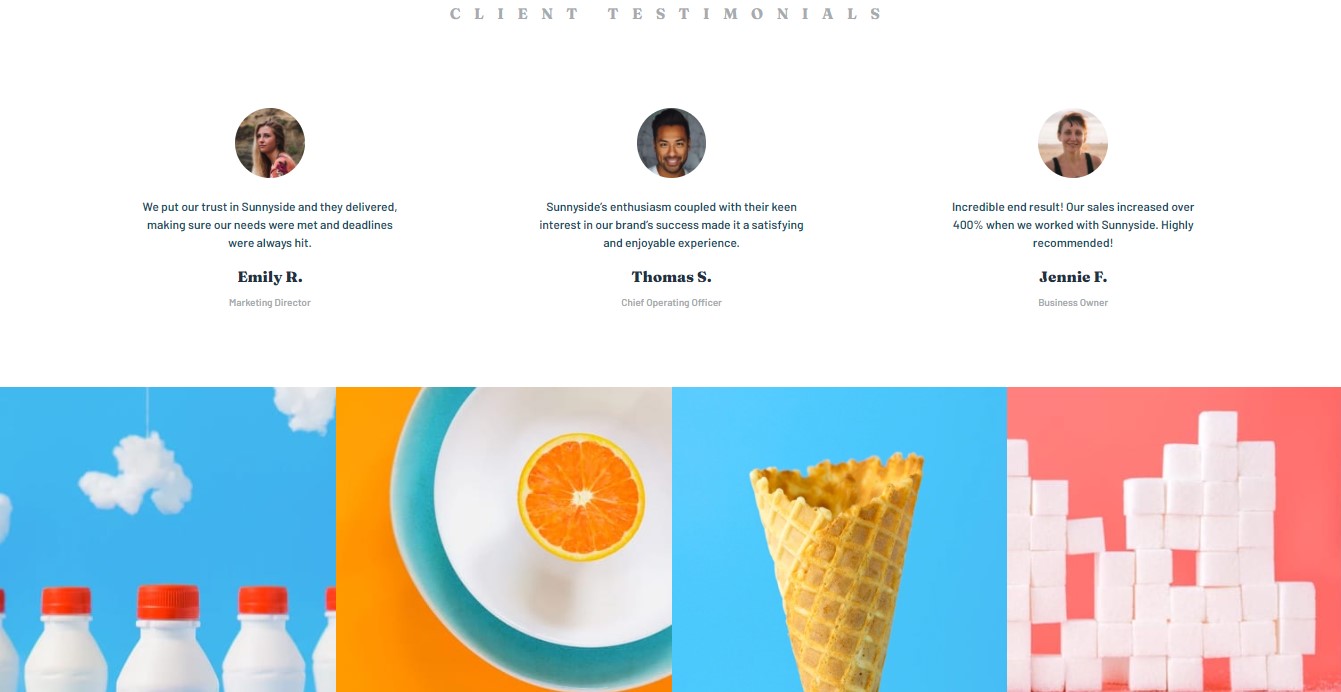 CLIENT TESTIMONIALS
We put our trust in Sunnyside and they delivered,
making sure our needs were met and deadlines
were always hit.
Emily R.
Marketing Director
Sunnyside’s enthusiasm coupled with their keen
interest in our brand’s success made it a satisfying
and enjoyable experience.
Thomas S.
Chief Operating Officer
Incredible end result! Our sales increased over
400% when we worked with Sunnyside. Highly
recommended!
Jennie F.
Business Owner